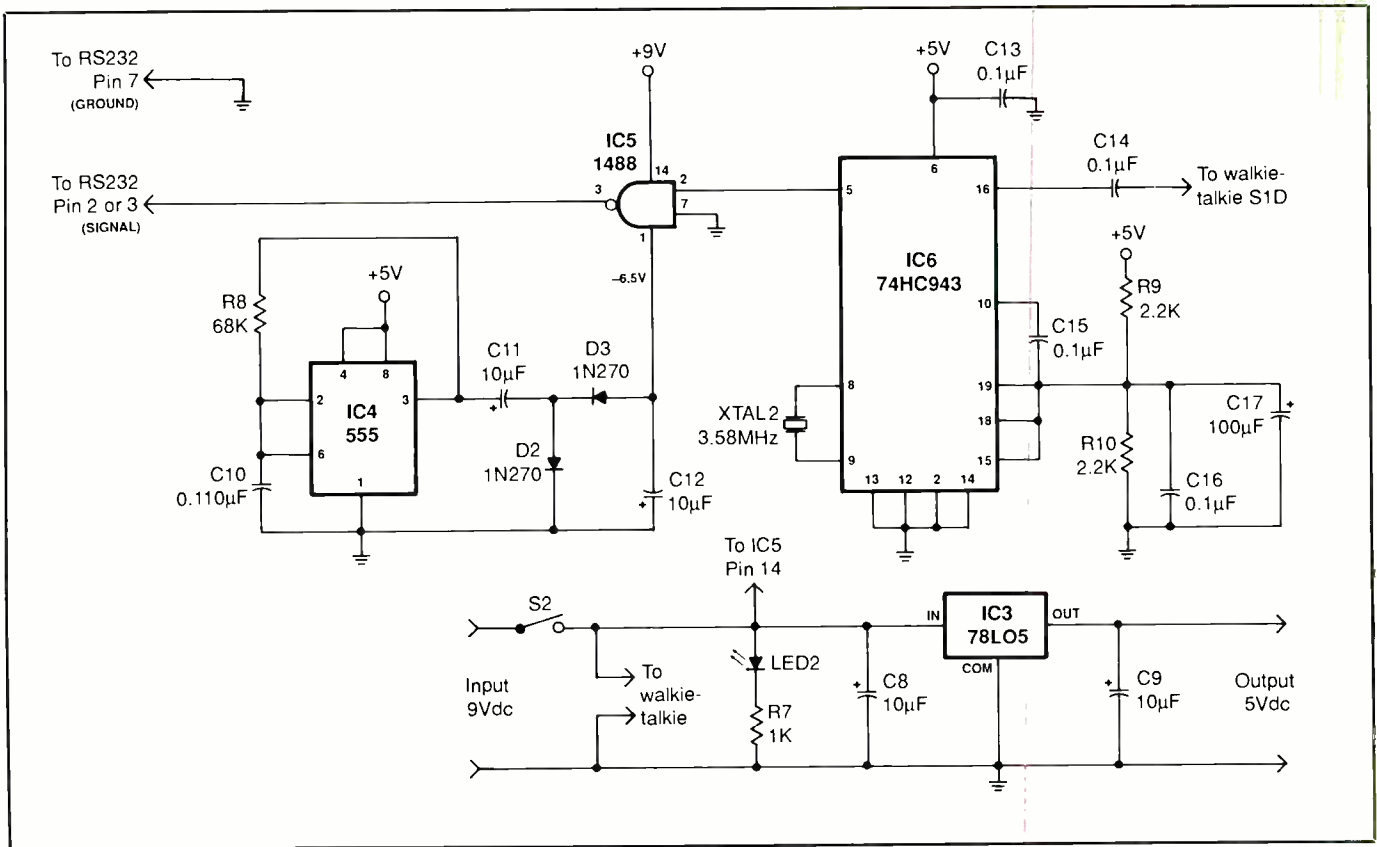 To RS232
Pin 7
(GROUND)
To RS232
Pin 2 or 3
(SIGNAL)
+9V
IC5
1488
14
3
2
7
1
–6.5V
+5V
C13
0.1µF
6
5
16
IC6
74HC943
C14
0.1µF
To walkie-
talkie S1D
+5V
R9
2.2K
10
C15
0.1µF
8
19
XTAL2
3.58MHz
18
9
15
13
12
2
14
R10
2.2K
C16
0.1µF
C17
+
100µF
R8
68K
+5V
4
8
2
3
IC4
555
6
1
C10
0.110µF
C11
10µF
+
D3
1N270
D2
1N270
C12
10µF
+
To IC5
Pin 14
S2
Input
9Vdc
To
walkie-
talkie
LED2
R7
1K
+
C8
10µF
IN
IC3
78LO5
OUT
COM
+
C9
10µF
Output
5Vdc